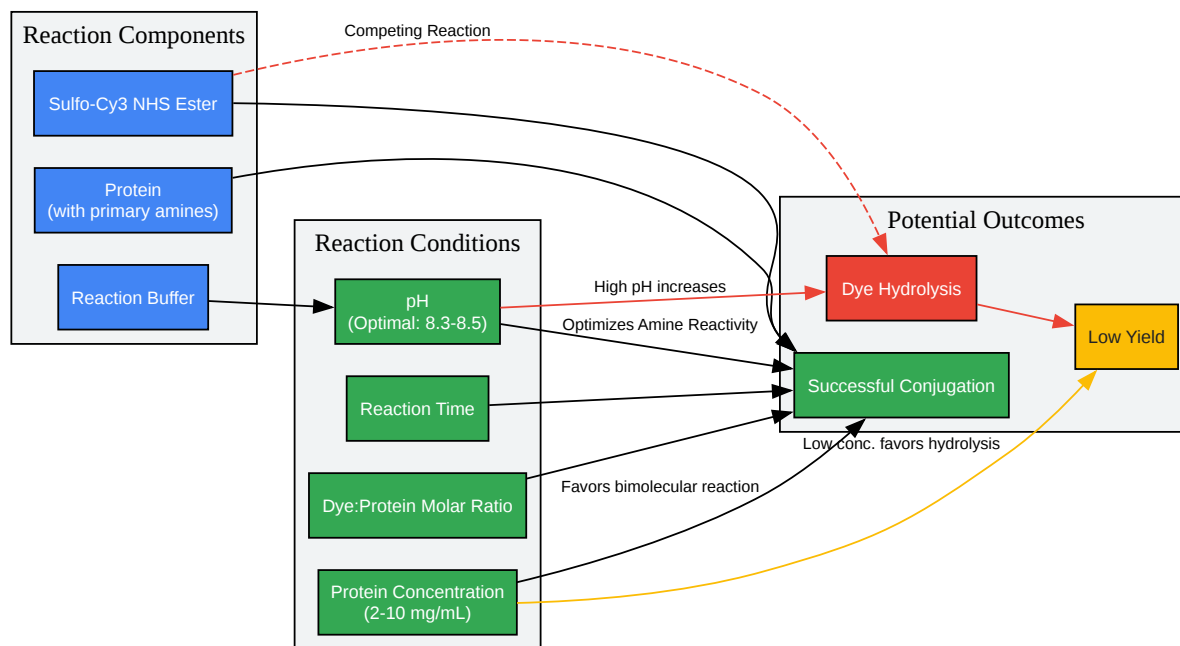 Reaction Components
Sulfo-Cy3 NHS Ester
Protein
(with primary amines)
Reaction Buffer
Competing Reaction
Reaction Conditions
pH
(Optimal: 8.3-8.5)
Reaction Time
Dye:Protein Molar Ratio
Protein Concentration
(2-10 mg/mL)
High pH increases
Optimizes Amine Reactivity
Favors bimolecular reaction
Low conc. favors hydrolysis
Potential Outcomes
Dye Hydrolysis
Low Yield
Successful Conjugation